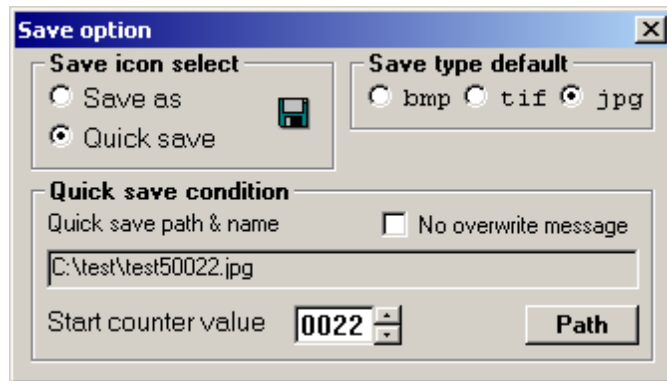 Save option
Save icon select
Save as
Quick save
Save type default
bmp tif jpg
Quick save condition
Quick save path & name No overwrite message
C:\test\test50022.jpg
Start counter value 0022 Path